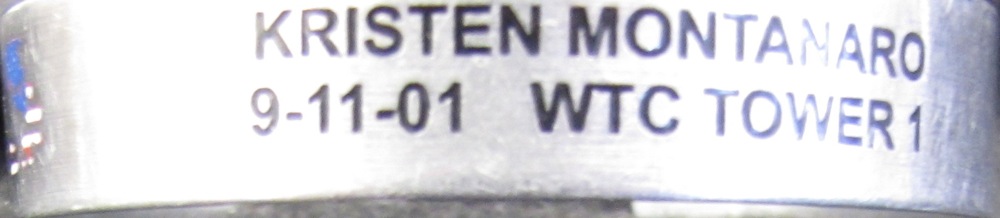 KRISTEN MONTANARO
9-11-01 WTC TOWER 1